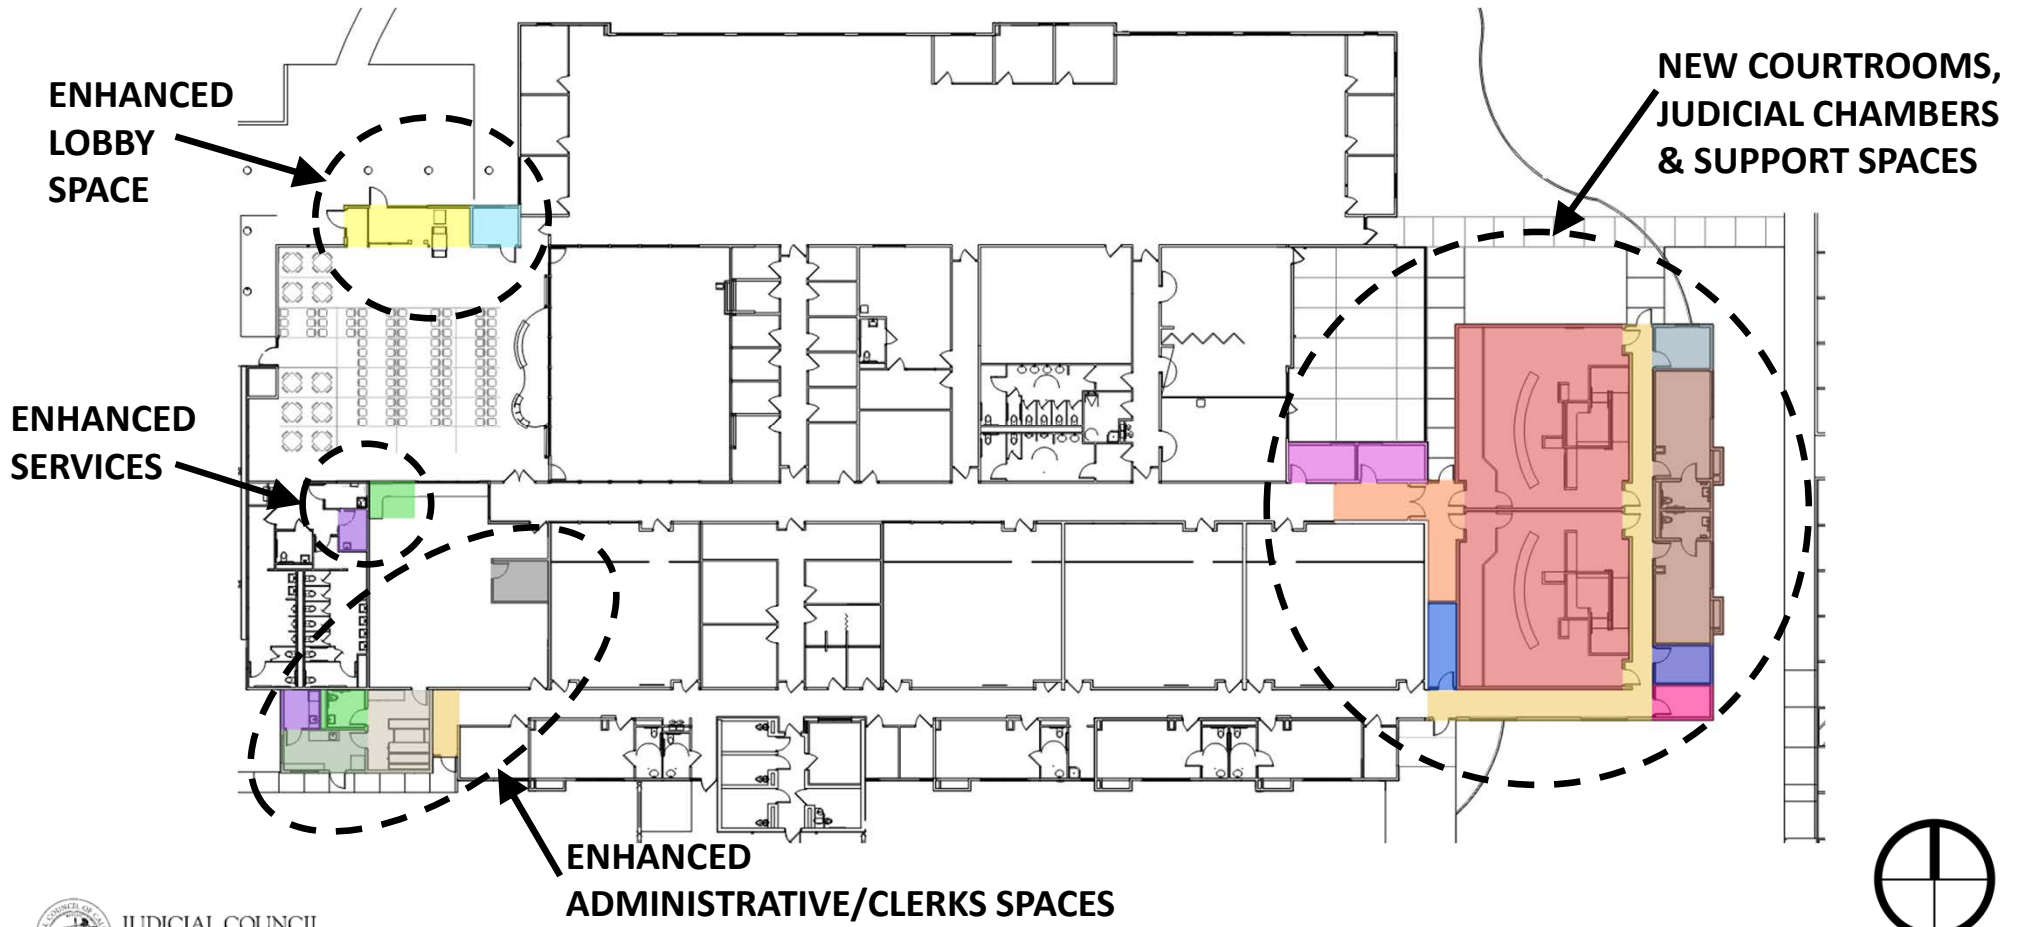 ENHANCED
LOBBY
SPACE
NEW COURTROOMS,
JUDICIAL CHAMBERS
& SUPPORT SPACES
ENHANCED
SERVICES
ENHANCED
ADMINISTRATIVE/CLERKS SPACES
JUDICIAL COUNCIL